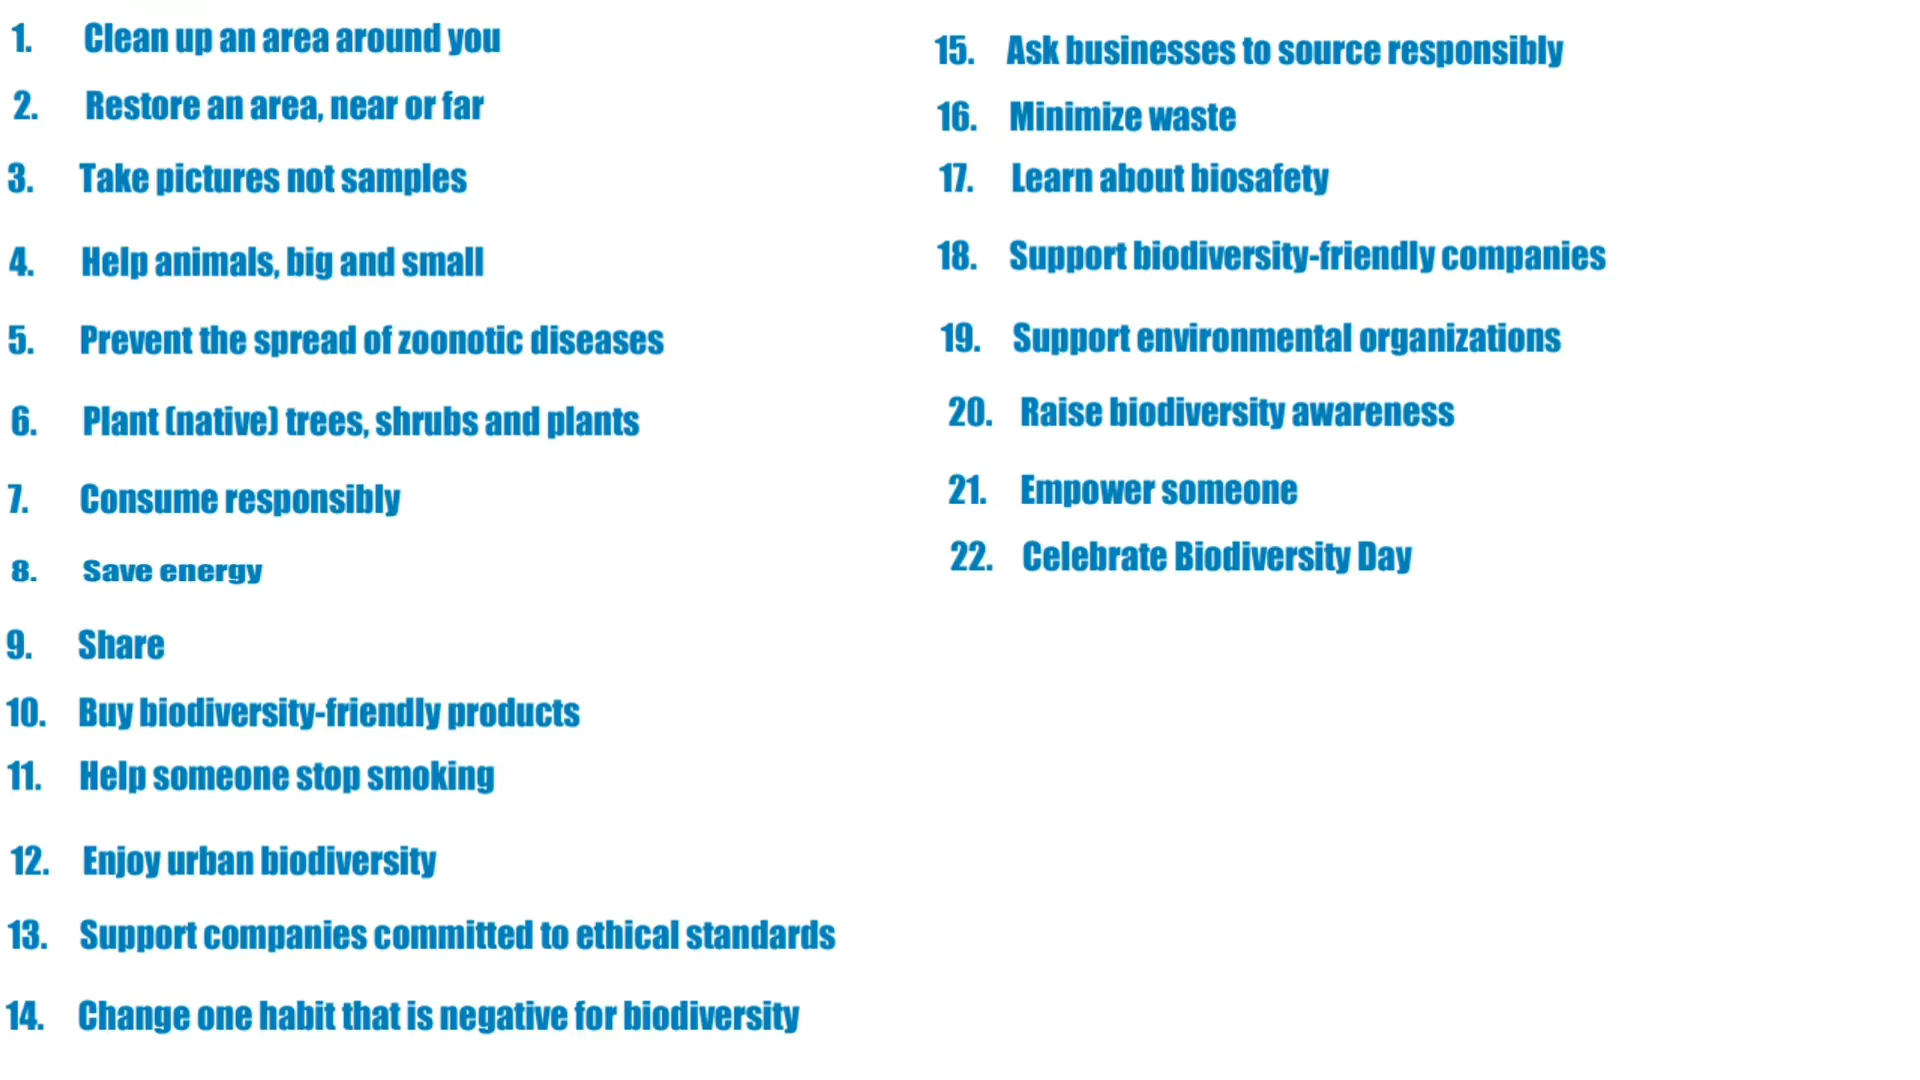 1. Clean up an area around you
2. Restore an area, near or far
3. Take pictures not samples
4. Help animals, big and small
5. Prevent the spread of zoonotic diseases
6. Plant (native) trees, shrubs and plants
7. Consume responsibly
8. Save energy
9. Share
10. Buy biodiversity-friendly products
11. Help someone stop smoking
12. Enjoy urban biodiversity
13. Support companies committed to ethical standards
14. Change one habit that is negative for biodiversity
15. Ask businesses to source responsibly
16. Minimize waste
17. Learn about biosafety
18. Support biodiversity-friendly companies
19. Support environmental organizations
20. Raise biodiversity awareness
21. Empower someone
22. Celebrate Biodiversity Day